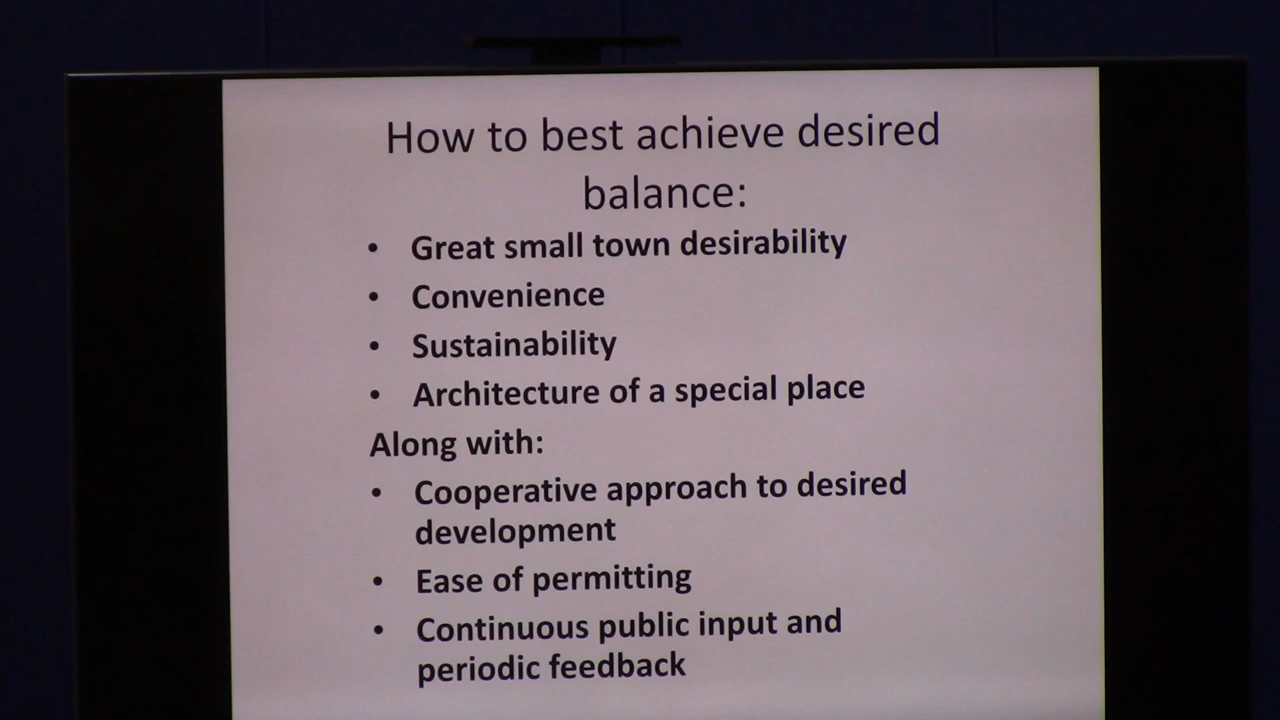 How to best achieve desired
balance:
• Great small town desirability
• Convenience
• Sustainability
• Architecture of a special place
Along with:
• Cooperative approach to desired
development
• Ease of permitting
• Continuous public input and
periodic feedback